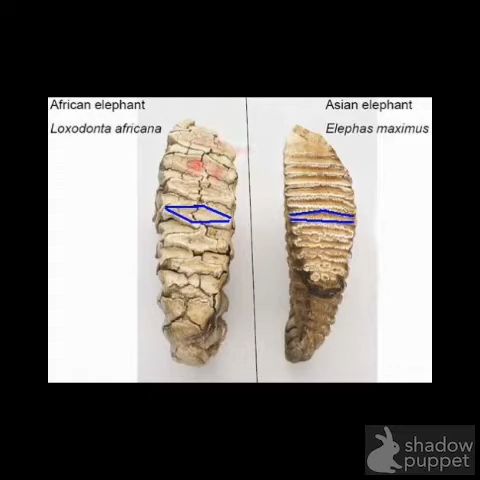 African elephant
Loxodonta africana
Asian elephant
Elephas maximus
shadow
puppet